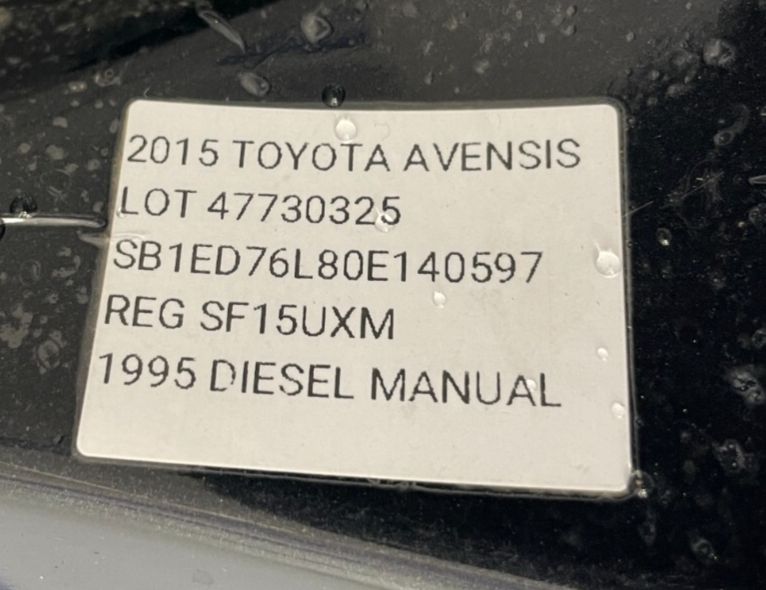 2015 TOYOTA AVENSIS
LOT 47730325
SB1ED76L80E140597
REG SF15UXM
1995 DIESEL MANUAL